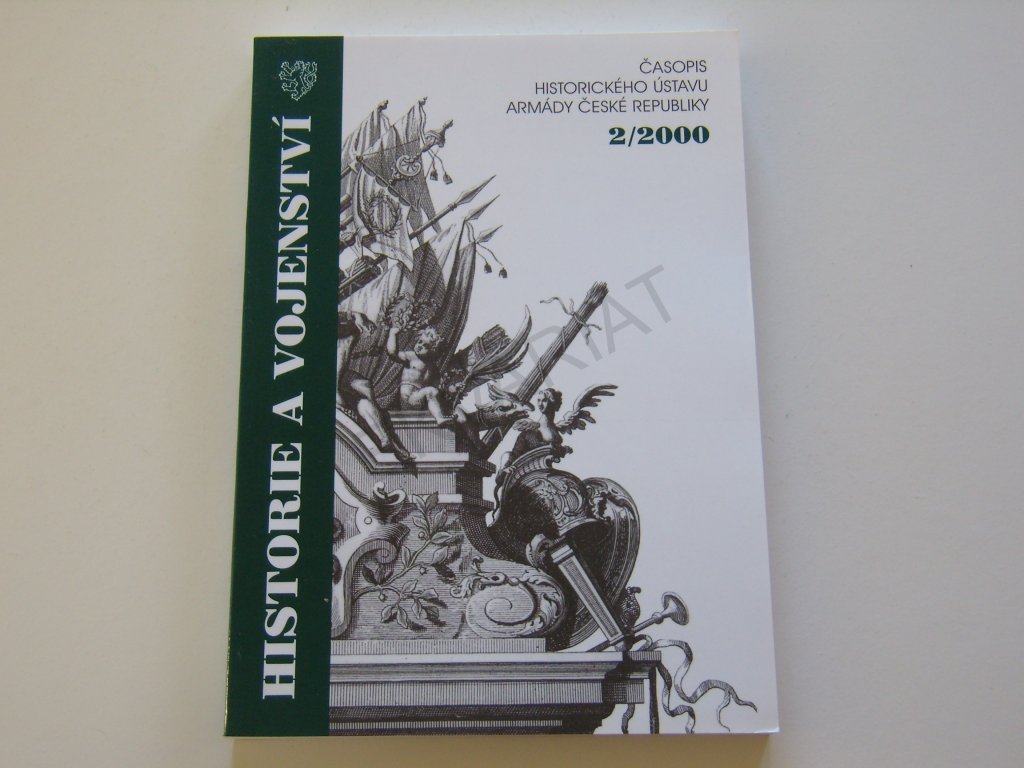 ČASOPIS
HISTORICKÉHO ÚSTAVU
ARMÁDY ČESKÉ REPUBLIKY
2/2000
HISTORIE A VOJENSTVÍ